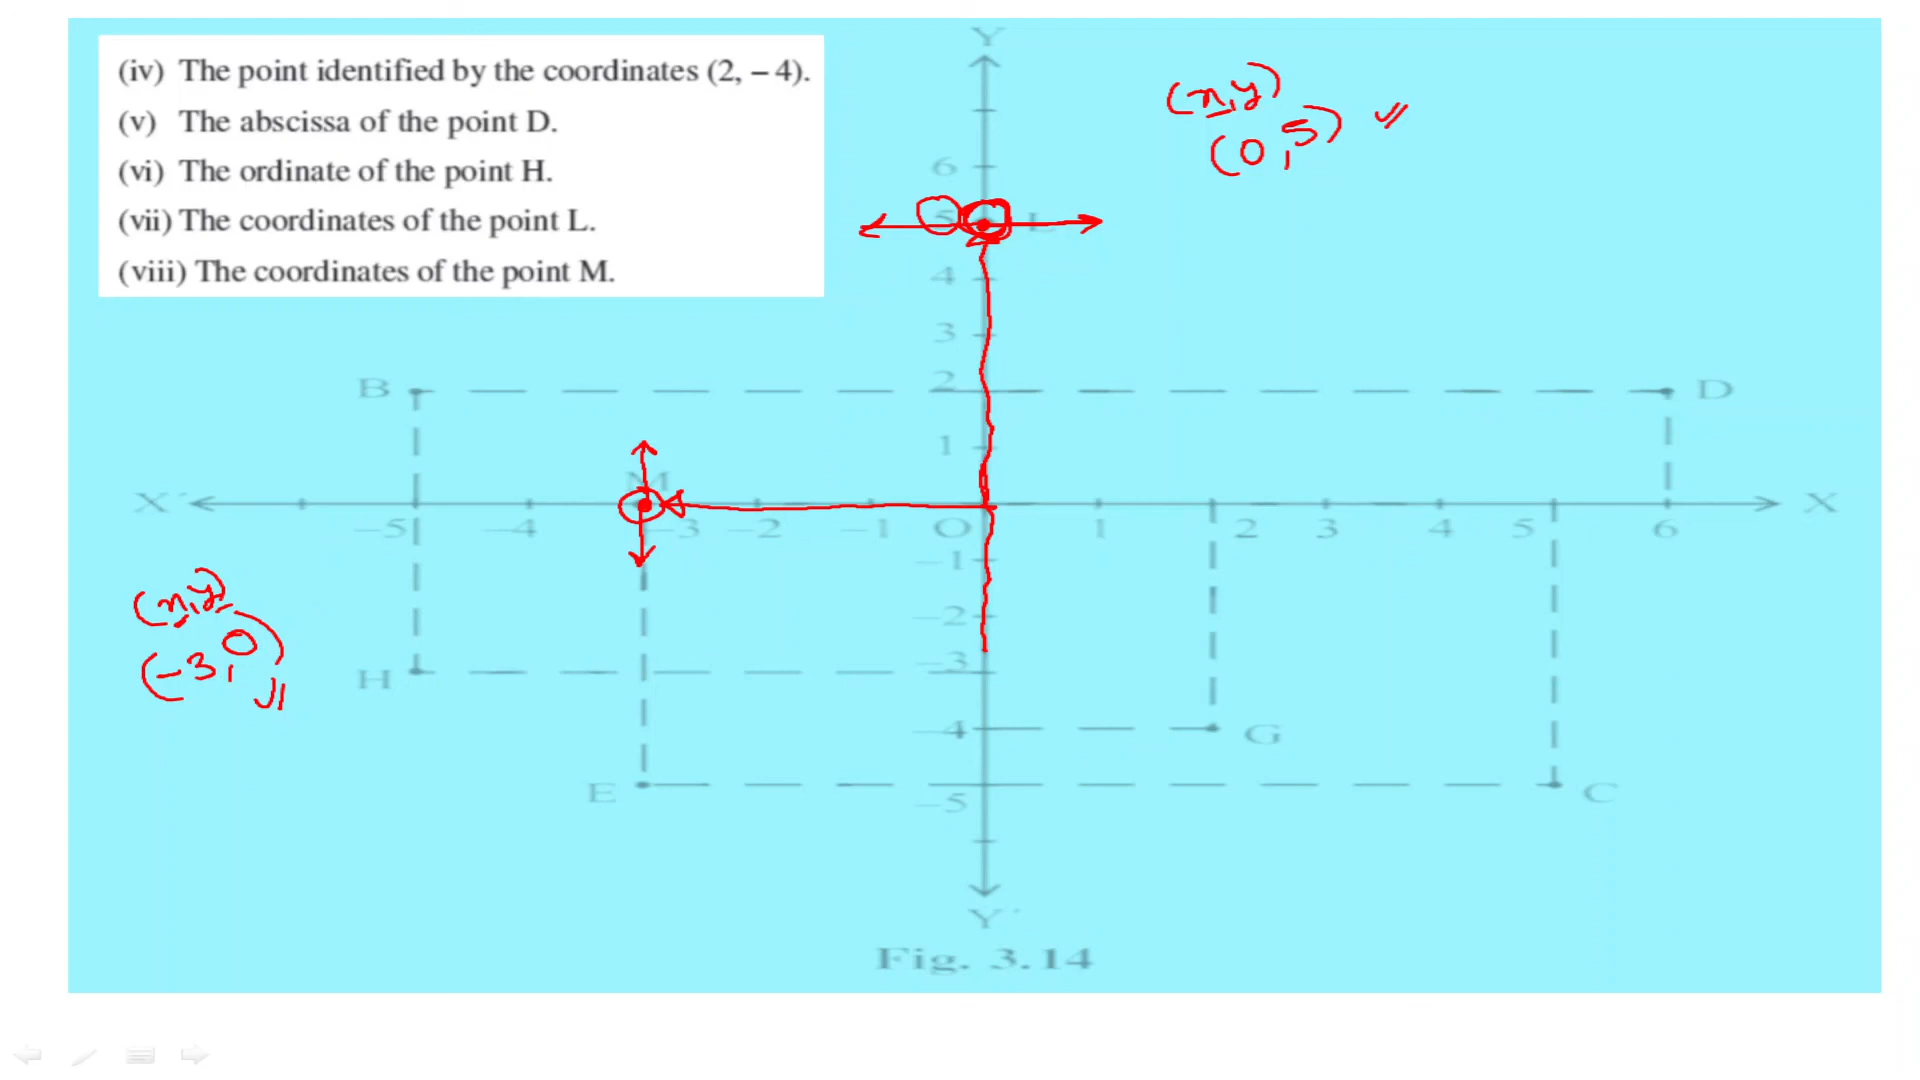 (iv) The point identified by the coordinates (2, – 4).
(v) The abscissa of the point D.
(vi) The ordinate of the point H.
(vii) The coordinates of the point L.
(viii) The coordinates of the point M.
Y
(x,y)
(0,5)
6
5 L
4
3
B 2 D
1
M
X´ X
–5 –4 –3 –2 –1 O 1 2 3 4 5 6
–1
(x,y)
–2
(-3,0)
–3
H
–4 G
E –5 C
Y´
Fig. 3.14